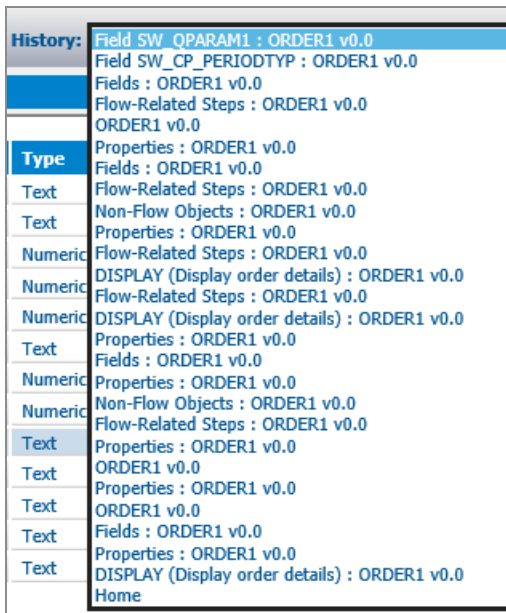 History:
Field SW_QPARAM1 : ORDER1 v0.0
Field SW_CP_PERIODTYP : ORDER1 v0.0
Fields : ORDER1 v0.0
Flow-Related Steps : ORDER1 v0.0
ORDER1 v0.0
Properties : ORDER1 v0.0
Fields : ORDER1 v0.0
Flow-Related Steps : ORDER1 v0.0
Non-Flow Objects : ORDER1 v0.0
Properties : ORDER1 v0.0
Flow-Related Steps : ORDER1 v0.0
DISPLAY (Display order details) : ORDER1 v0.0
Flow-Related Steps : ORDER1 v0.0
DISPLAY (Display order details) : ORDER1 v0.0
Properties : ORDER1 v0.0
Fields : ORDER1 v0.0
Properties : ORDER1 v0.0
Non-Flow Objects : ORDER1 v0.0
Flow-Related Steps : ORDER1 v0.0
Properties : ORDER1 v0.0
ORDER1 v0.0
Properties : ORDER1 v0.0
ORDER1 v0.0
Fields : ORDER1 v0.0
Properties : ORDER1 v0.0
DISPLAY (Display order details) : ORDER1 v0.0
Home
Type
Text
Text
Numeric
Numeric
Numeric
Text
Numeric
Numeric
Text
Text
Text
Text
Text